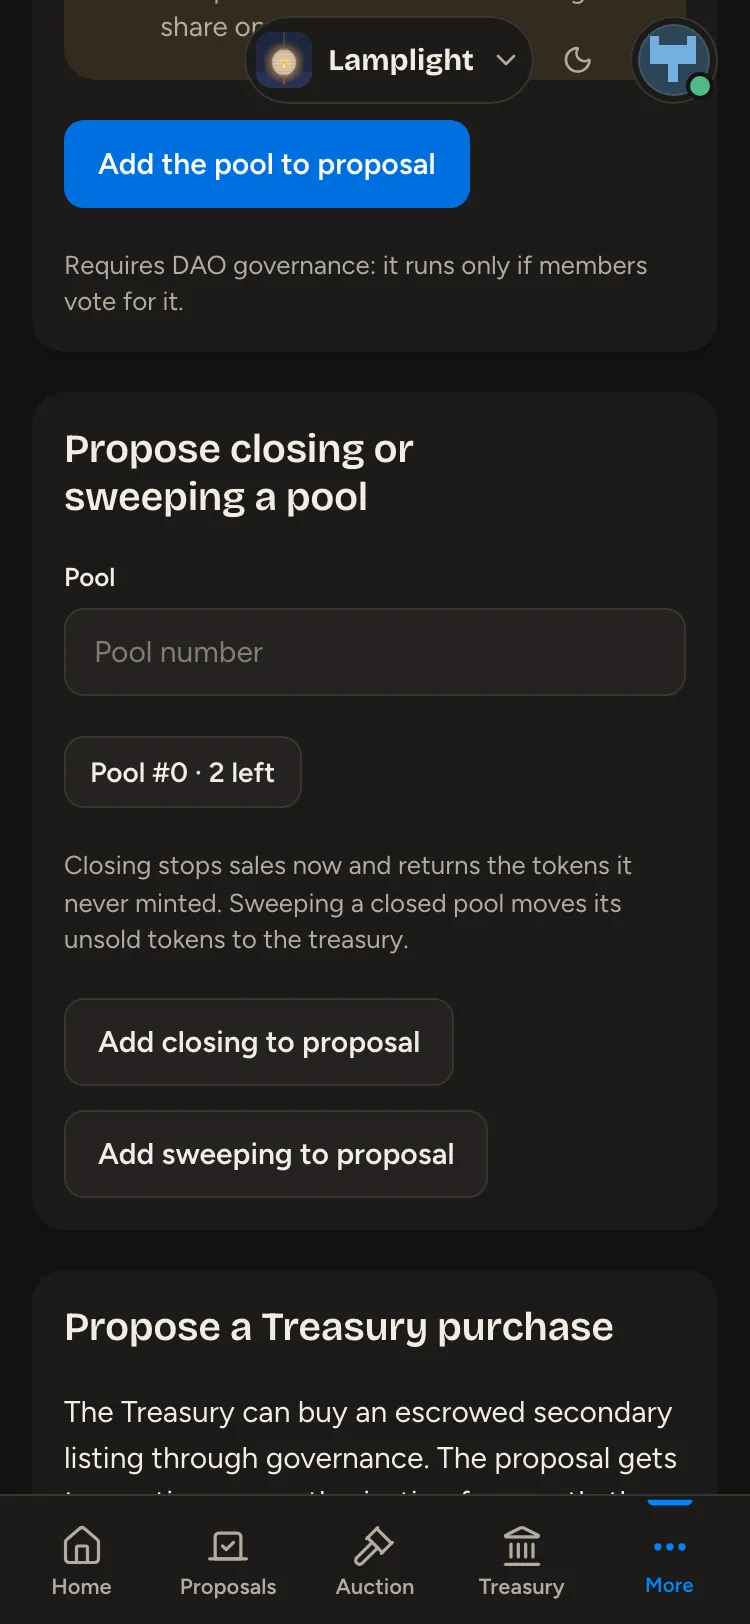 share on
Lamplight
Add the pool to proposal
Requires DAO governance: it runs only if members
vote for it.
Propose closing or
sweeping a pool
Pool
Pool number
Pool #0 · 2 left
Closing stops sales now and returns the tokens it
never minted. Sweeping a closed pool moves its
unsold tokens to the treasury.
Add closing to proposal
Add sweeping to proposal
Propose a Treasury purchase
The Treasury can buy an escrowed secondary
listing through governance. The proposal gets
Home
Proposals
Auction
Treasury
More